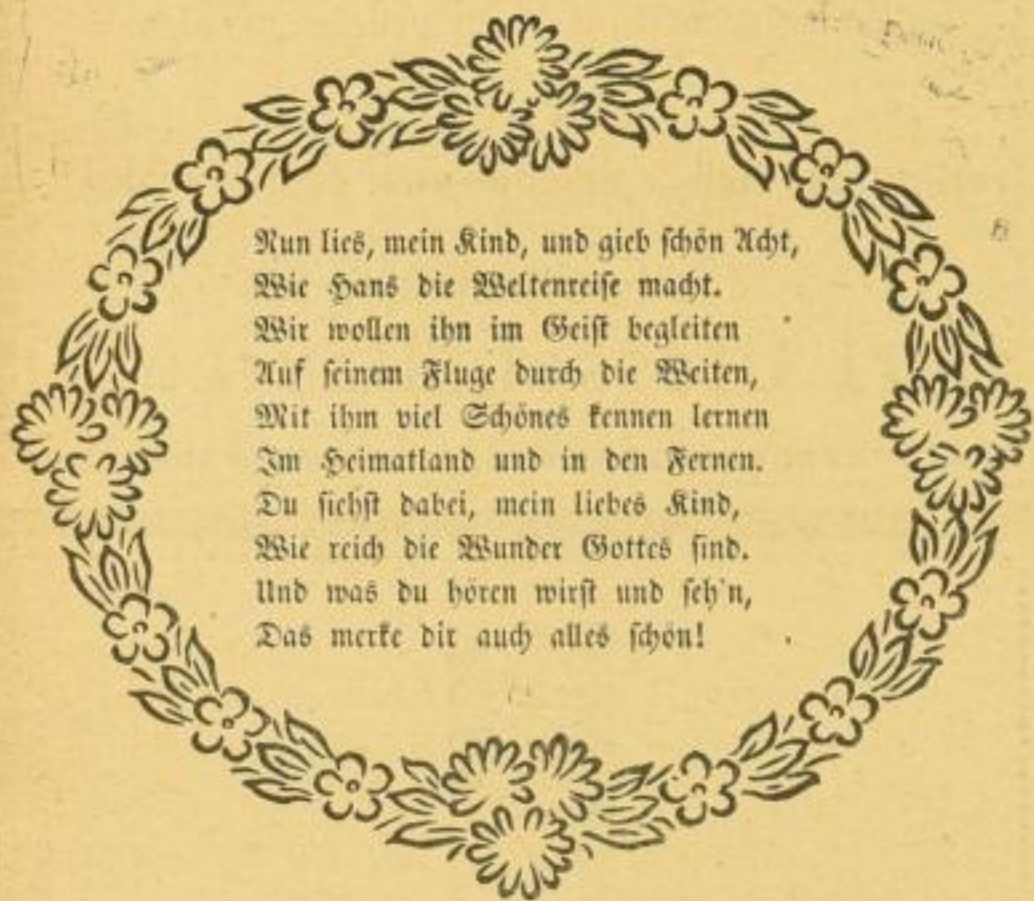 Nun lies, mein Kind, und gieb schön Acht,
Wie Hans die Weltenreise macht.
Wir wollen ihn im Geist begleiten
Auf seinem Fluge durch die Weiten,
Mit ihm viel Schönes kennen lernen
Im Heimatland und in den Fernen.
Du siehst dabei, mein liebes Kind,
Wie reich die Wunder Gottes sind.
Und was du hören wirst und seh'n,
Das merke dir auch alles schön!